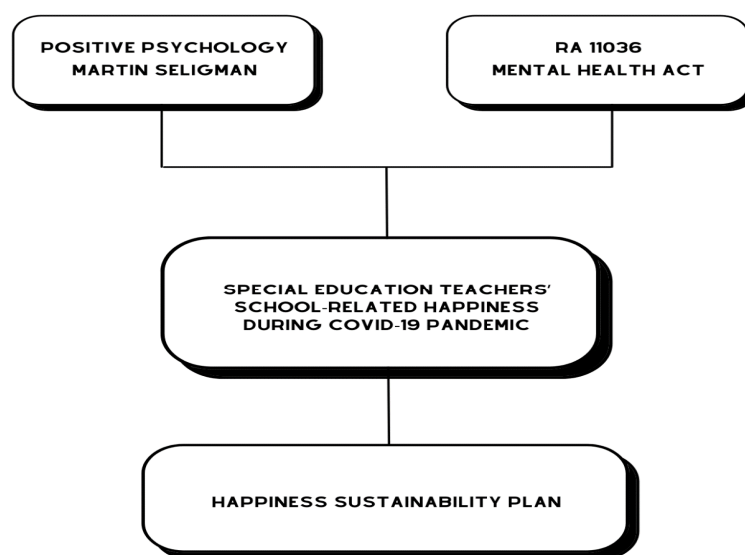 POSITIVE PSYCHOLOGY
MARTIN SELIGMAN
RA 11036
MENTAL HEALTH ACT
SPECIAL EDUCATION TEACHERS'
SCHOOL-RELATED HAPPINESS
DURING COVID-19 PANDEMIC
HAPPINESS SUSTAINABILITY PLAN